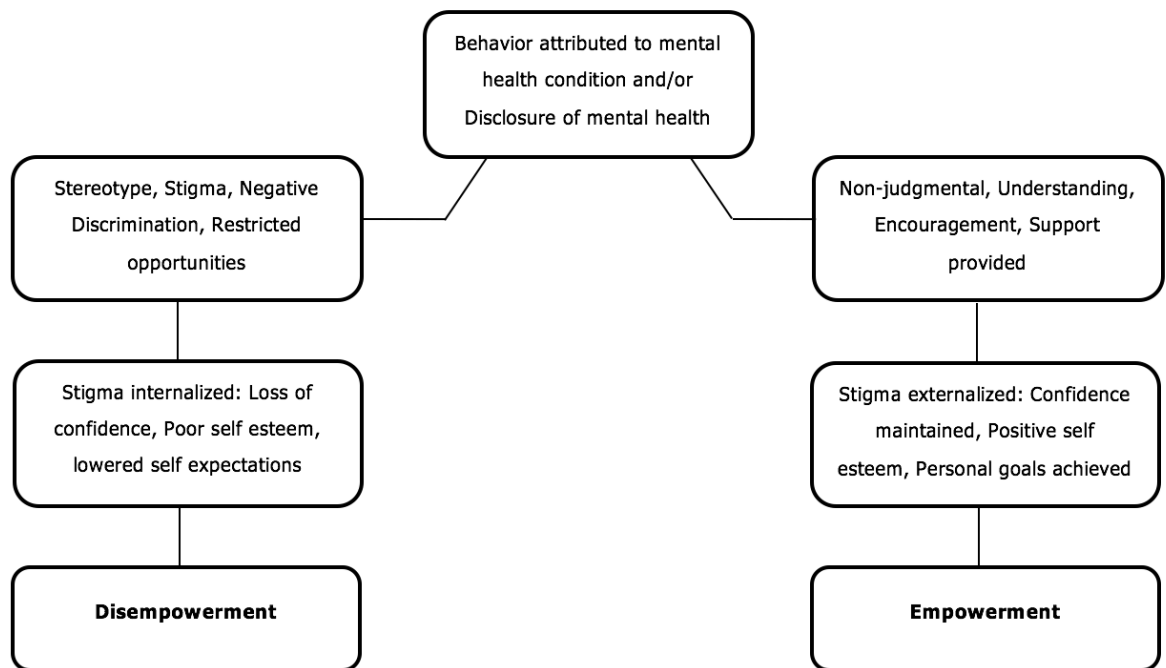 Behavior attributed to mental
health condition and/or
Disclosure of mental health
Stereotype, Stigma, Negative
Discrimination, Restricted
opportunities
Non-judgmental, Understanding,
Encouragement, Support
provided
Stigma internalized: Loss of
confidence, Poor self esteem,
lowered self expectations
Stigma externalized: Confidence
maintained, Positive self
esteem, Personal goals achieved
Disempowerment
Empowerment